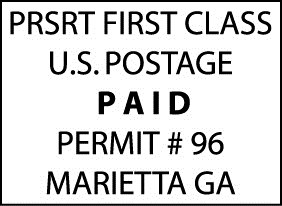 PRSRT FIRST CLASS
U.S. POSTAGE
PAID
PERMIT # 96
MARIETTA GA